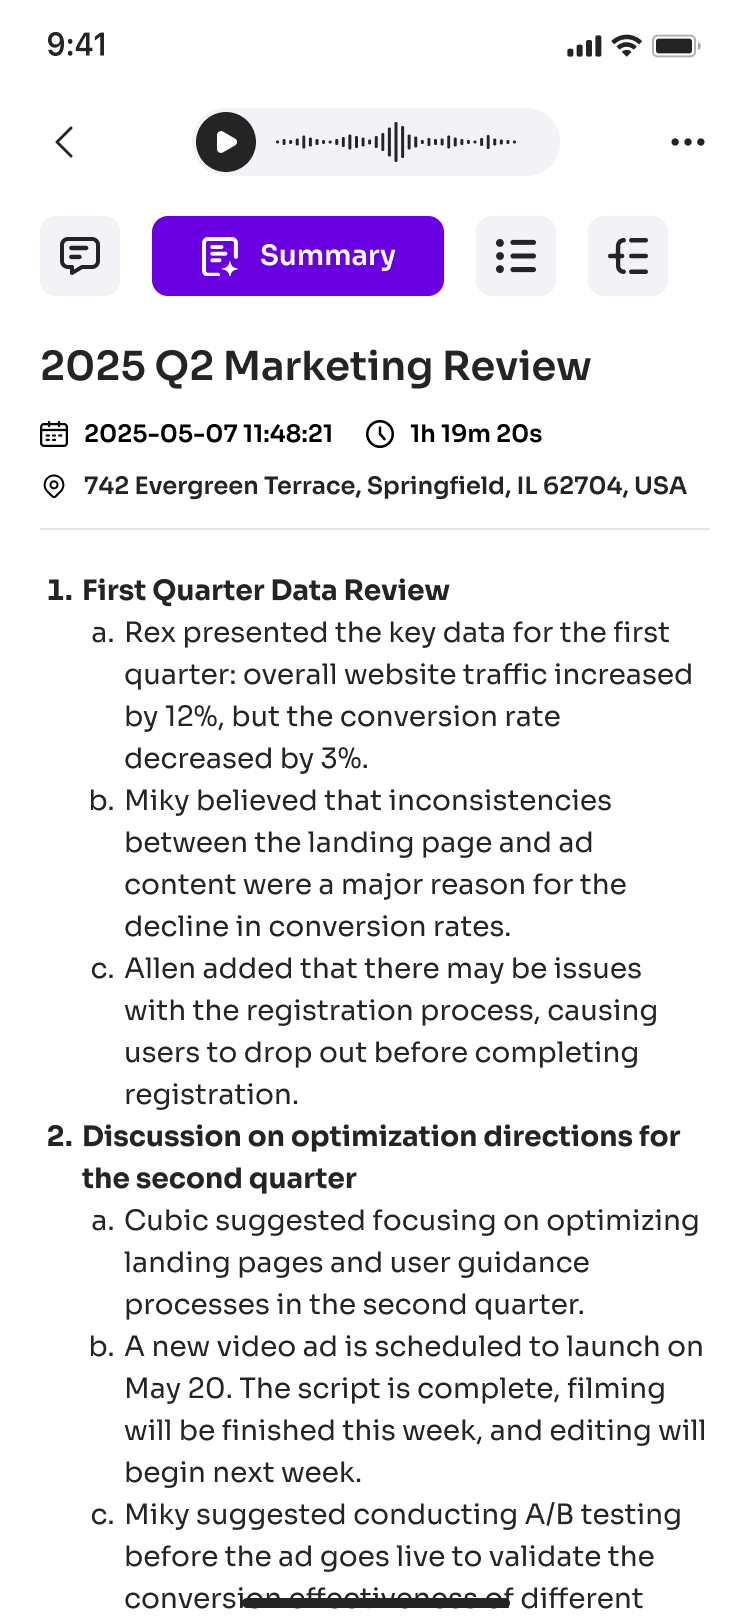 9:41
Summary
2025 Q2 Marketing Review
2025-05-07 11:48:21 1h 19m 20s
742 Evergreen Terrace, Springfield, IL 62704, USA
1. First Quarter Data Review
a. Rex presented the key data for the first
quarter: overall website traffic increased
by 12%, but the conversion rate
decreased by 3%.
b. Miky believed that inconsistencies
between the landing page and ad
content were a major reason for the
decline in conversion rates.
c. Allen added that there may be issues
with the registration process, causing
users to drop out before completing
registration.
2. Discussion on optimization directions for
the second quarter
a. Cubic suggested focusing on optimizing
landing pages and user guidance
processes in the second quarter.
b. A new video ad is scheduled to launch on
May 20. The script is complete, filming
will be finished this week, and editing will
begin next week.
c. Miky suggested conducting A/B testing
before the ad goes live to validate the
conversion effectiveness of different